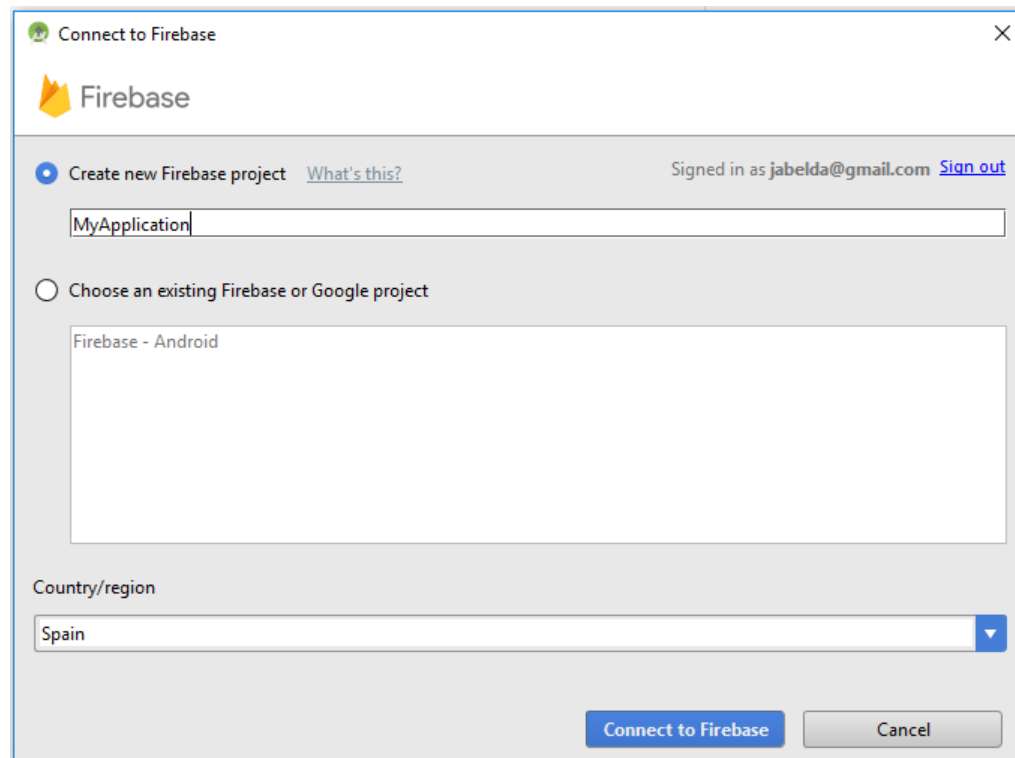 Connect to Firebase
Firebase
Create new Firebase project What's this? Signed in as jabelda@gmail.com Sign out
MyApplication
Choose an existing Firebase or Google project
Firebase - Android
Country/region
Spain
Connect to Firebase Cancel